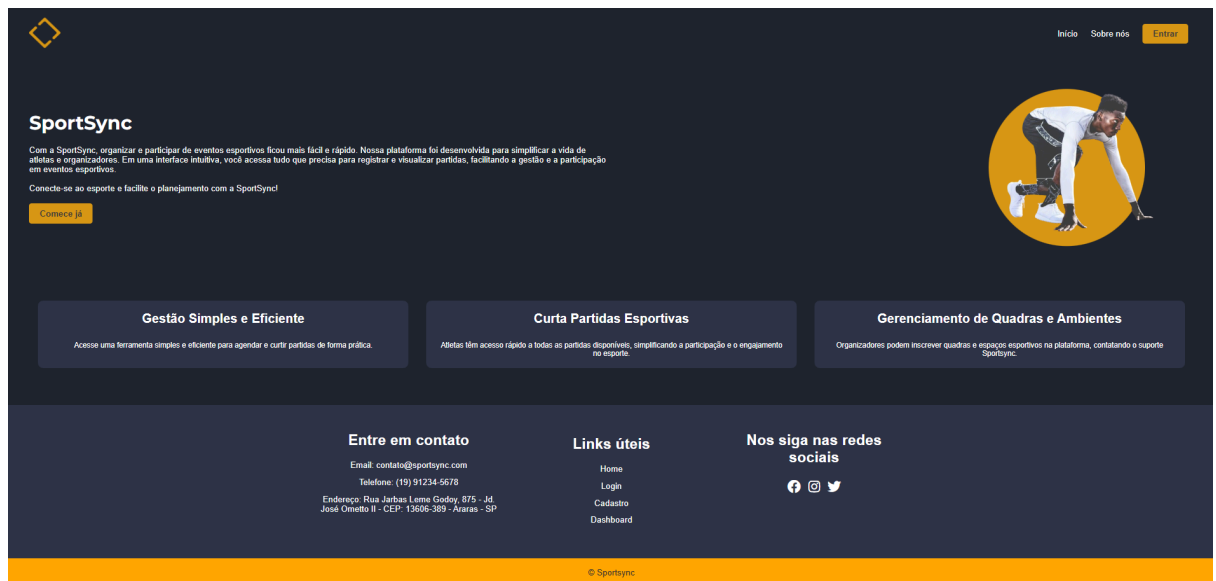 Início Sobre nós Entrar
SportSync
Com a SportSync, organizar e participar de eventos esportivos ficou mais fácil e rápido. Nossa plataforma foi desenvolvida para simplificar a vida de
atletas e organizadores. Em uma interface intuitiva, você acessa tudo que precisa para registrar e visualizar partidas, facilitando a gestão e a participação
em eventos esportivos.
Conecte-se ao esporte e facilite o planejamento com a SportSync!
Comece já
Gestão Simples e Eficiente
Acesse uma ferramenta simples e eficiente para agendar e curtir partidas de forma prática.
Curta Partidas Esportivas
Atletas têm acesso rápido a todas as partidas disponíveis, simplificando a participação e o engajamento
no esporte.
Gerenciamento de Quadras e Ambientes
Organizadores podem inscrever quadras e espaços esportivos na plataforma, contatando o suporte
Sportsync.
Entre em contato
Email: contato@sportsync.com
Telefone: (19) 91234-5678
Endereço: Rua Jarbas Leme Godoy, 875 - Jd.
José Ometto II - CEP: 13606-389 - Araras - SP
Links úteis
Home
Login
Cadastro
Dashboard
Nos siga nas redes
sociais
© Sportsync